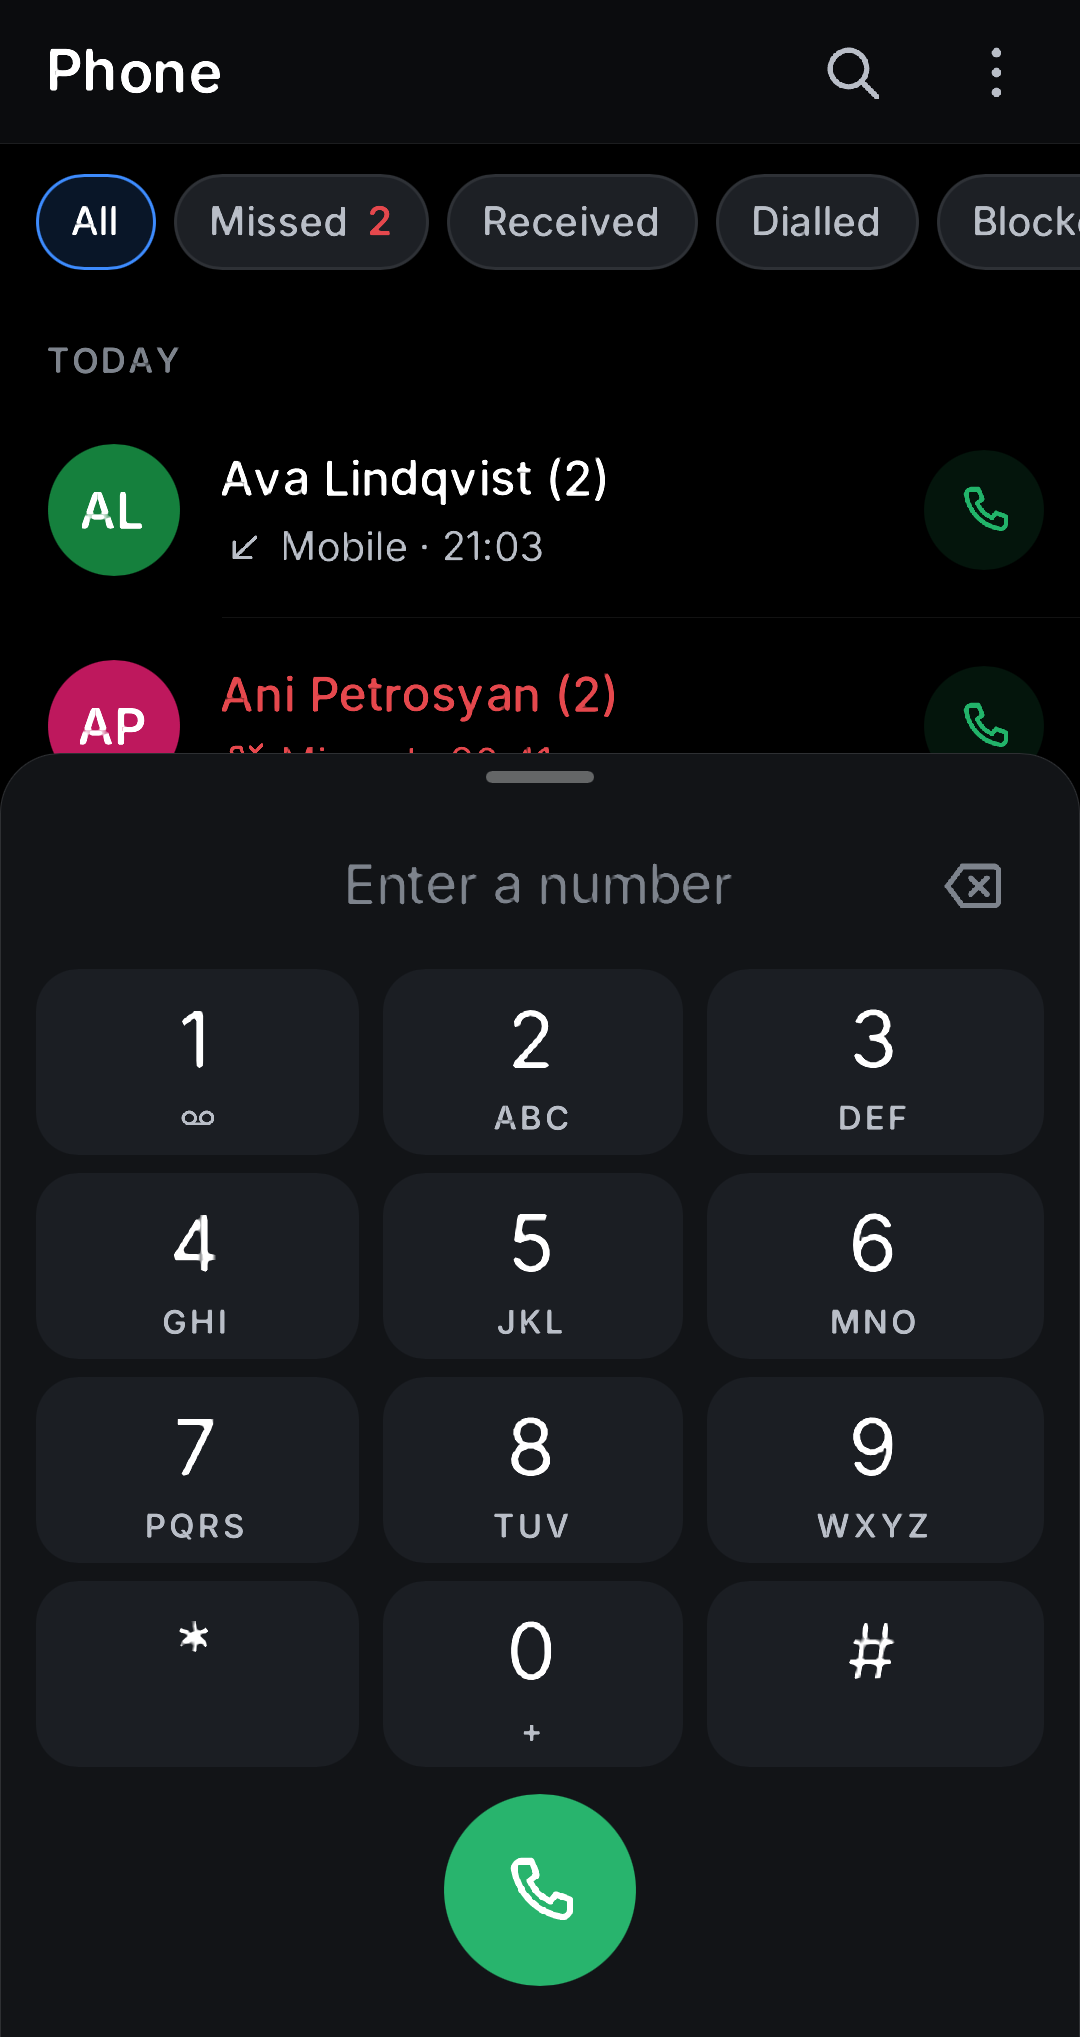 Phone
All Missed 2 Received Dialled
TODAY
AL Ava Lindqvist (2)
Mobile · 21:03
AP Ani Petrosyan (2)
Enter a number
1 2 3
ABC DEF
4 5 6
GHI JKL MNO
7 8 9
PQRS TUV WXYZ
* 0 #
+